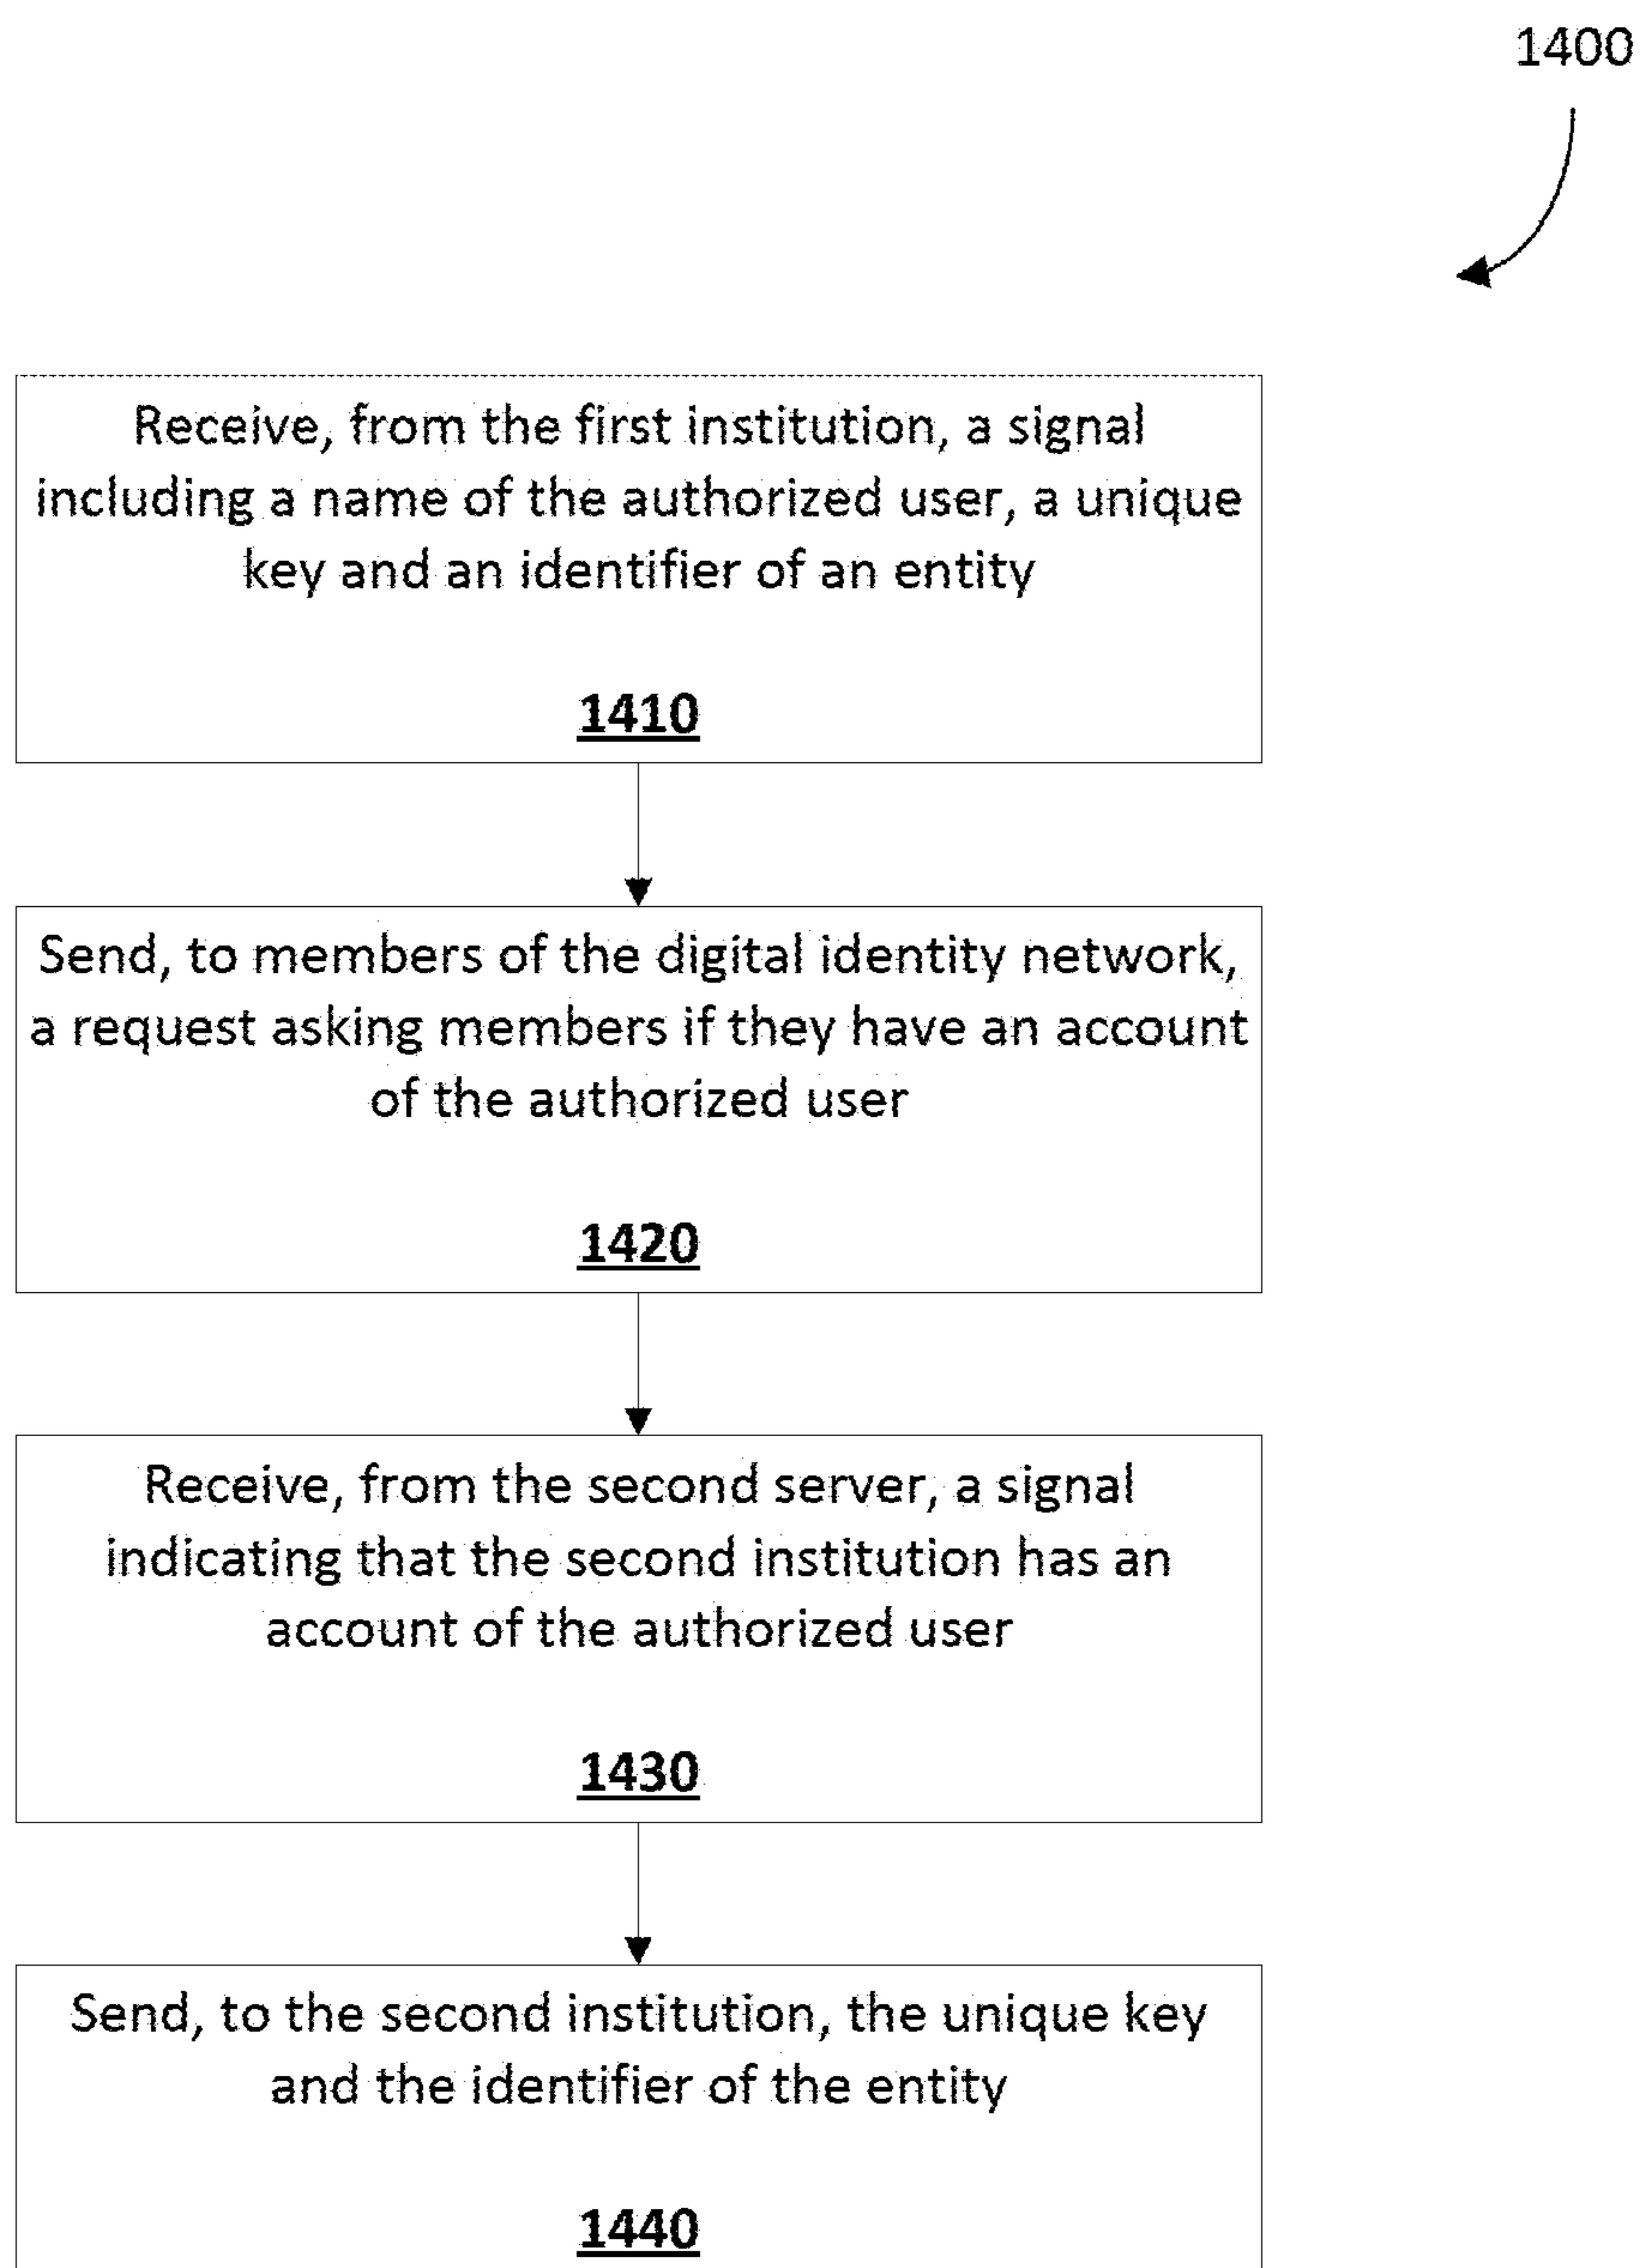 1400
Receive, from the first institution, a signal
including a name of the authorized user, a unique
key and an identifier of an entity
1410
Send, to members of the digital identity network,
a request asking members if they have an account
of the authorized user
1420
Receive, from the second server, a signal
indicating that the second institution has an
account of the authorized user
1430
Send, to the second institution, the unique key
and the identifier of the entity
1440